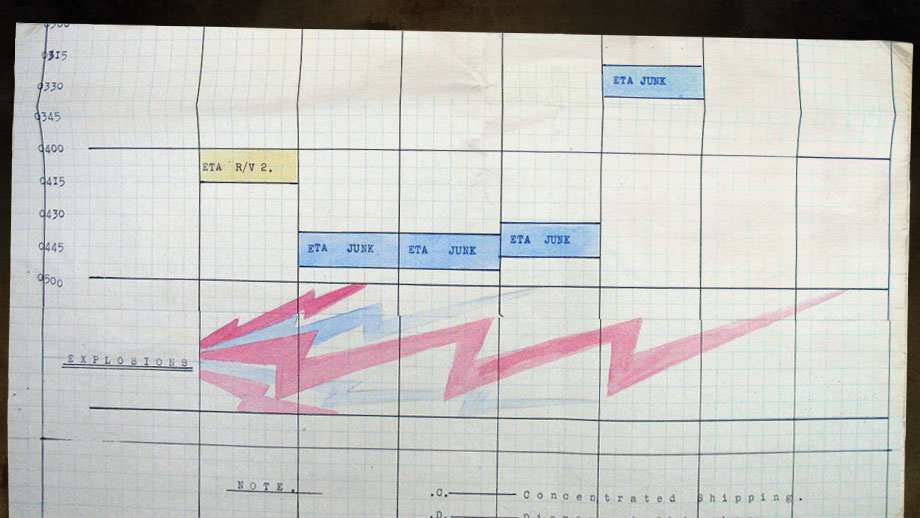 0315
ETA JUNK
0330
0345
0400
ETA R/V 2.
0415
0430
ETA JUNK
ETA JUNK
ETA JUNK
0445
0500
EXPLOSIONS
NOTE.
.C. Concentrated Shipping.
.D.